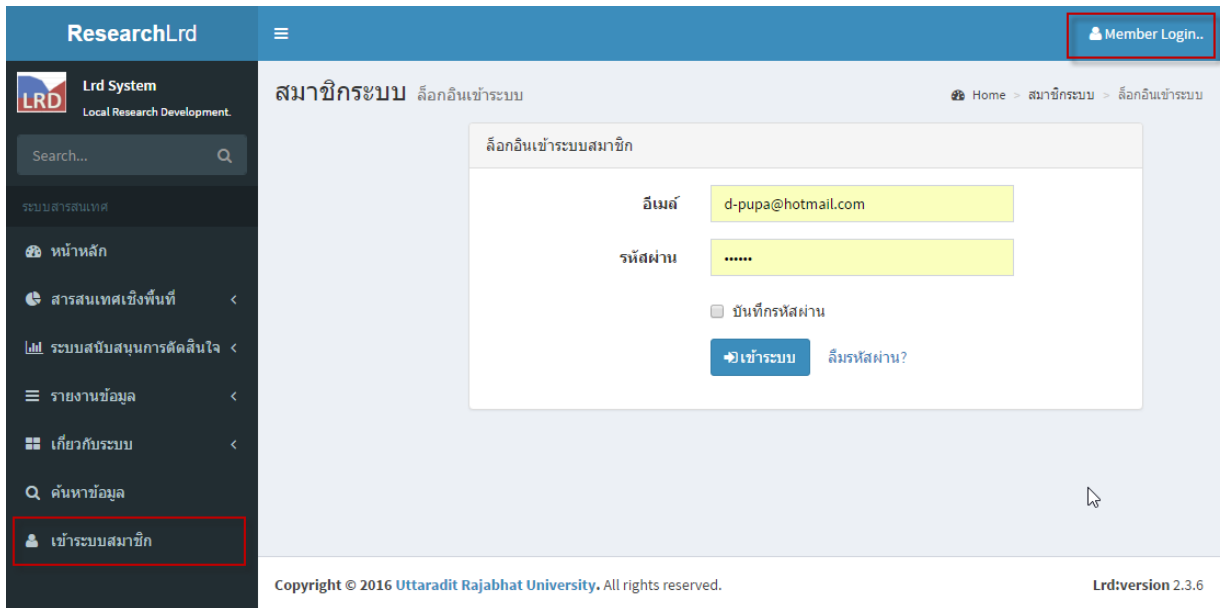 ResearchLrd
Member Login..
LRD
Lrd System
Local Research Development.
สมาชิกระบบ ล็อกอินเข้าระบบ
Home > สมาชิกระบบ > ล็อกอินเข้าระบบ
Search...
ล็อกอินเข้าระบบสมาชิก
ระบบสารสนเทศ
อีเมล์
d-pupa@hotmail.com
หน้าหลัก
รหัสผ่าน
••••••
สารสนเทศเชิงพื้นที่
บันทึกรหัสผ่าน
ระบบสนับสนุนการตัดสินใจ
เข้าระบบ
ลืมรหัสผ่าน?
รายงานข้อมูล
เกี่ยวกับระบบ
ค้นหาข้อมูล
เข้าระบบสมาชิก
Copyright © 2016 Uttaradit Rajabhat University. All rights reserved.
Lrd:version 2.3.6